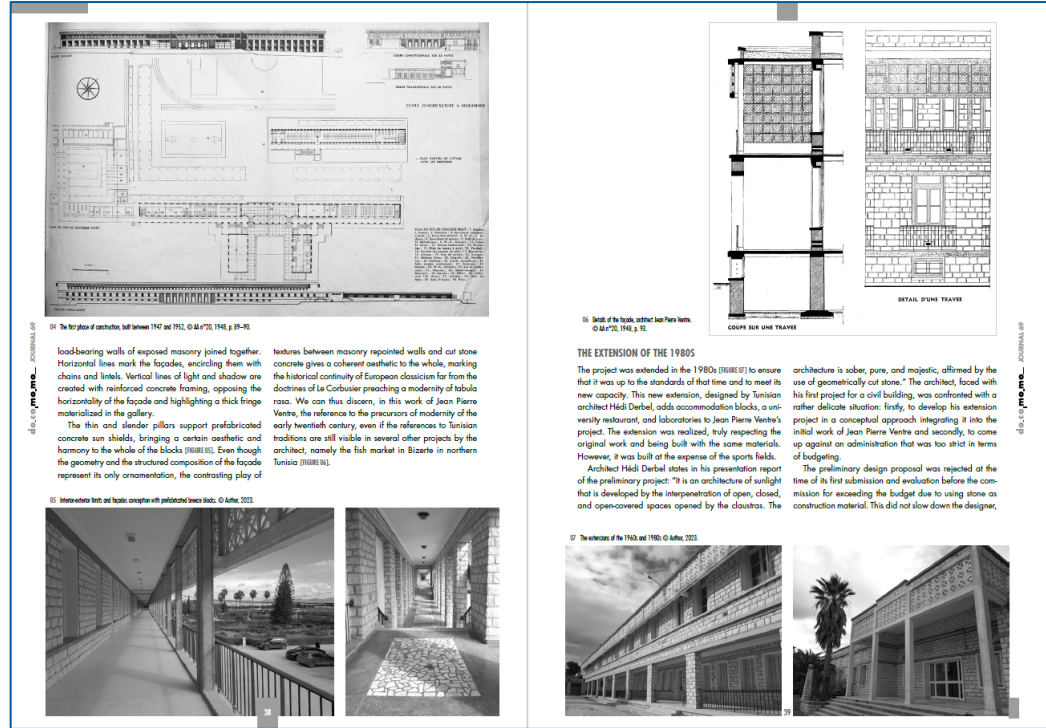 COUPE LONGITUDINALE SUR LE PATIO
COUPE TRANSVERSALE SUR LE PATIO
ECOLE D'AGRICULTURE A MOGRANE
04 The first phase of construction, built between 1947 and 1952, © AA n°20, 1948, p. 89–90.
load-bearing walls of exposed masonry joined together.
Horizontal lines mark the façades, encircling them with
chains and lintels. Vertical lines of light and shadow are
created with reinforced concrete framing, opposing the
horizontality of the façade and highlighting a thick fringe
materialized in the gallery.
The thin and slender pillars support prefabricated
concrete sun shields, bringing a certain aesthetic and
harmony to the whole of the blocks [FIGURE 05]. Even though
the geometry and the structured composition of the façade
represent its only ornamentation, the contrasting play of
textures between masonry repointed walls and cut stone
concrete gives a coherent aesthetic to the whole, marking
the historical continuity of European classicism far from the
doctrines of Le Corbusier preaching a modernity of tabula
rasa. We can thus discern, in this work of Jean Pierre
Ventre, the reference to the precursors of modernity of the
early twentieth century, even if the references to Tunisian
traditions are still visible in several other projects by the
architect, namely the fish market in Bizerte in northern
Tunisia [FIGURE 06].
05 Interior-exterior limits and façades conception with prefabricated breeze blocks. © Author, 2023.
do.co,mo.mo_ JOURNAL 69
38
COUPE SUR UNE TRAVEE
DETAIL D'UNE TRAVEE
06 Details of the façade, architect Jean Pierre Ventre.
© AA n°20, 1948, p. 93.
THE EXTENSION OF THE 1980S
The project was extended in the 1980s [FIGURE 07] to ensure
that it was up to the standards of that time and to meet its
new capacity. This new extension, designed by Tunisian
architect Hédi Derbel, adds accommodation blocks, a uni-
versity restaurant, and laboratories to Jean Pierre Ventre's
project. The extension was realized, truly respecting the
original work and being built with the same materials.
However, it was built at the expense of the sports fields.
Architect Hédi Derbel states in his presentation report
of the preliminary project: "It is an architecture of sunlight
that is developed by the interpenetration of open, closed,
and open-covered spaces opened by the claustras. The
architecture is sober, pure, and majestic, affirmed by the
use of geometrically cut stone." The architect, faced with
his first project for a civil building, was confronted with a
rather delicate situation: firstly, to develop his extension
project in a conceptual approach integrating it into the
initial work of Jean Pierre Ventre and secondly, to come
up against an administration that was too strict in terms
of budgeting.
The preliminary design proposal was rejected at the
time of its first submission and evaluation before the com-
mission for exceeding the budget due to using stone as
construction material. This did not slow down the designer,
07 The extensions of the 1960s and 1980s © Author, 2023.
do.co,mo.mo_ JOURNAL 69
39